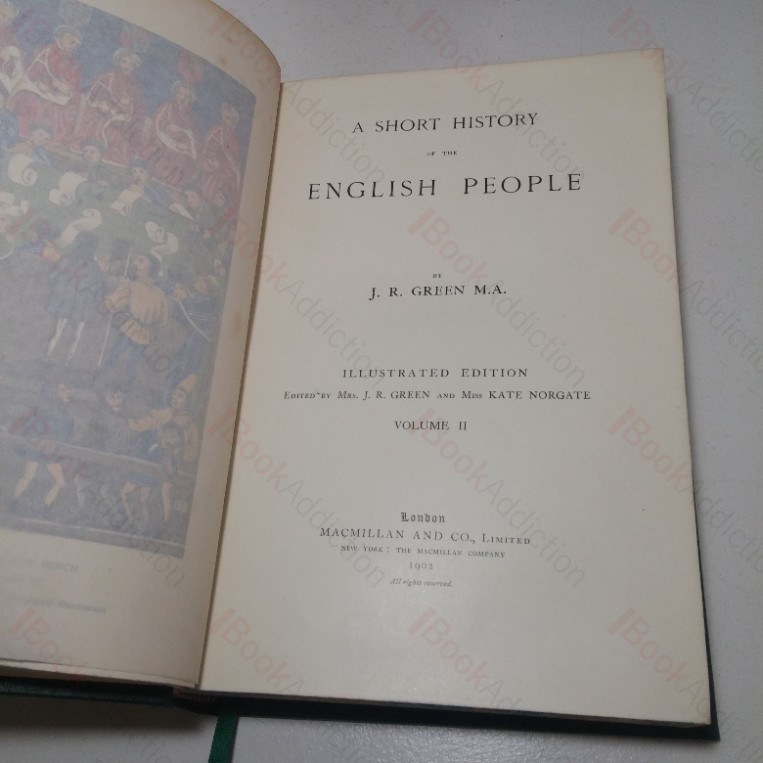 A SHORT HISTORY
OF THE
ENGLISH PEOPLE
BY
J. R. GREEN M.A.
ILLUSTRATED EDITION
EDITED BY MRS. J. R. GREEN AND MISS KATE NORGATE
VOLUME II
London
MACMILLAN AND CO., LIMITED
NEW YORK: THE MACMILLAN COMPANY
1902
All rights reserved.
BookAddiction